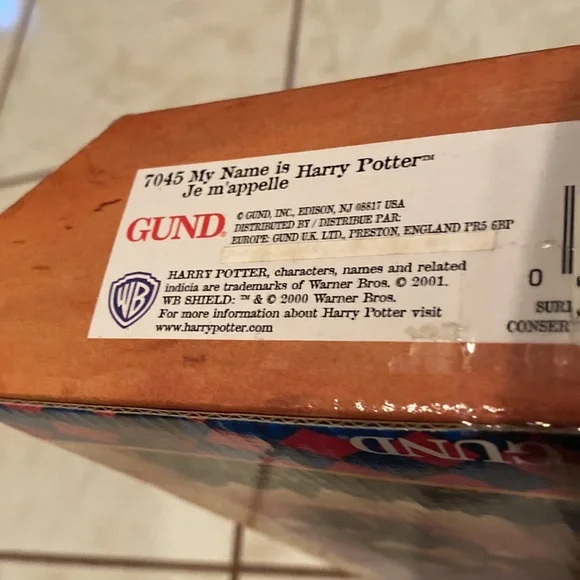 7045 My Name is Harry Potter™
Je m'appelle
GUND®
© GUND, INC., EDISON, NJ 08817 USA
DISTRIBUTED BY / DISTRIBUE PAR:
EUROPE: GUND U.K. LTD., PRESTON, ENGLAND PR5 6BP
WB
HARRY POTTER, characters, names and related
indicia are trademarks of Warner Bros. © 2001.
WB SHIELD: ™ & © 2000 Warner Bros.
For more information about Harry Potter visit
www.harrypotter.com
0
SURI
CONSER
GUND